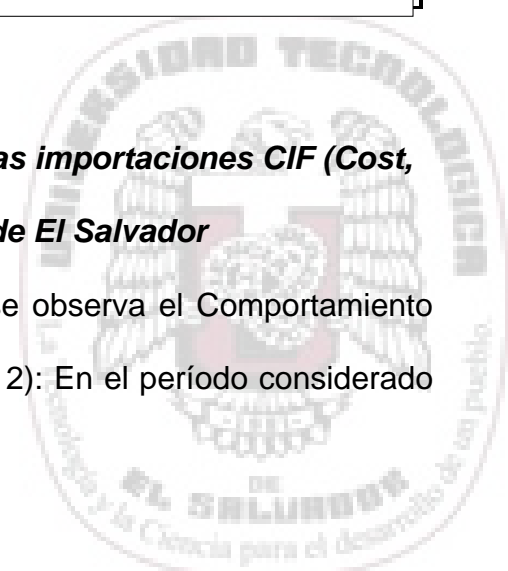 as importaciones CIF (Cost,
de El Salvador
se observa el Comportamiento
2): En el período considerado
UNIVERSIDAD TECNOLOGICA
DE
EL SALVADOR
La Tecnología y la Ciencia para el desarrollo de un pueblo.